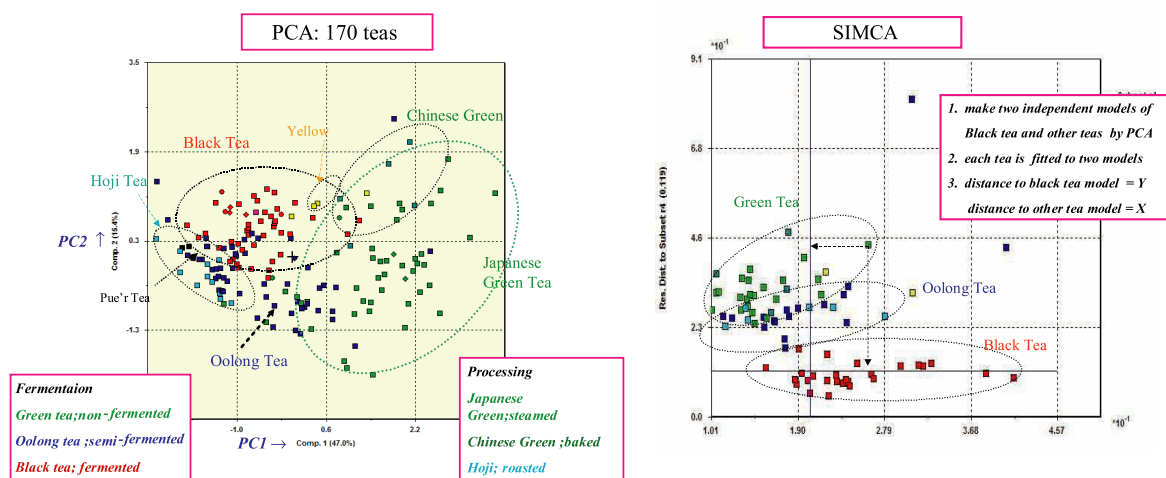 PCA: 170 teas
3.5
1.9
0.3
-1.3
Comp. 2 (15.4%)
PC2 ↑
Black Tea
Yellow
Chinese Green
Hoji Tea
Japanese
Green Tea
Pue'r Tea
Oolong Tea
-1.0
0.6
2.2
PC1 →
Comp. 1 (47.0%)
Fermentaion
Green tea;non-fermented
Oolong tea ;semi-fermented
Black tea; fermented
Processing
Japanese
Green;steamed
Chinese Green ;baked
Hoji; roasted
SIMCA
*10⁻¹
9.1
6.8
4.6
2.3
0.0
Res. Dist. to Subset r4 (0.119)
1. make two independent models of
Black tea and other teas by PCA
2. each tea is fitted to two models
3. distance to black tea model = Y
distance to other tea model = X
Green Tea
Oolong Tea
Black Tea
1.01
1.90
2.79
3.68
4.57
*10⁻¹